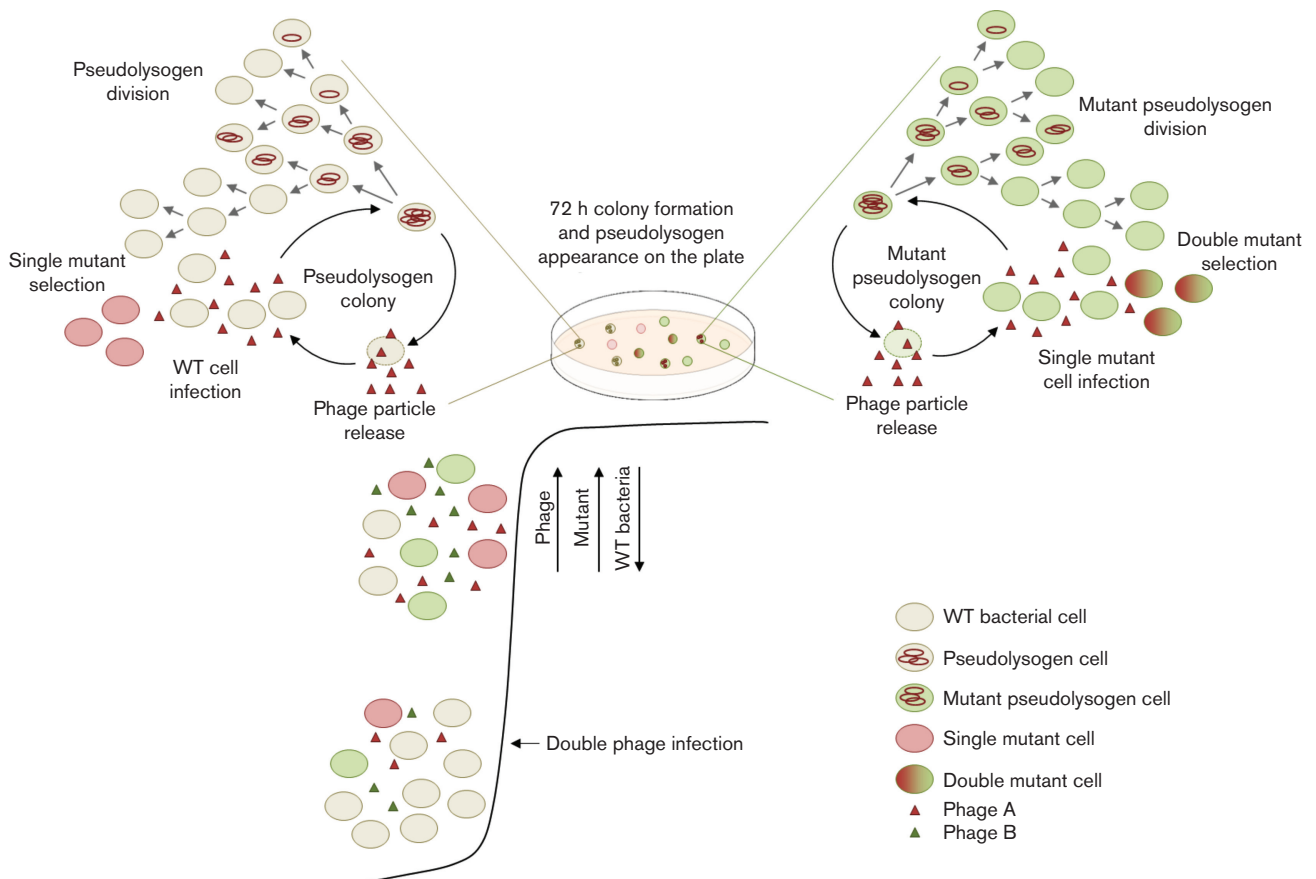 Pseudolysogen
division
Single mutant
selection
Pseudolysogen
colony
WT cell
infection
Phage particle
release
72 h colony formation
and pseudolysogen
appearance on the plate
Mutant pseudolysogen
division
Double mutant
selection
Mutant
pseudolysogen
colony
Single mutant
cell infection
Phage particle
release
Phage
Mutant
WT bacteria
Double phage infection
WT bacterial cell
Pseudolysogen cell
Mutant pseudolysogen cell
Single mutant cell
Double mutant cell
Phage A
Phage B